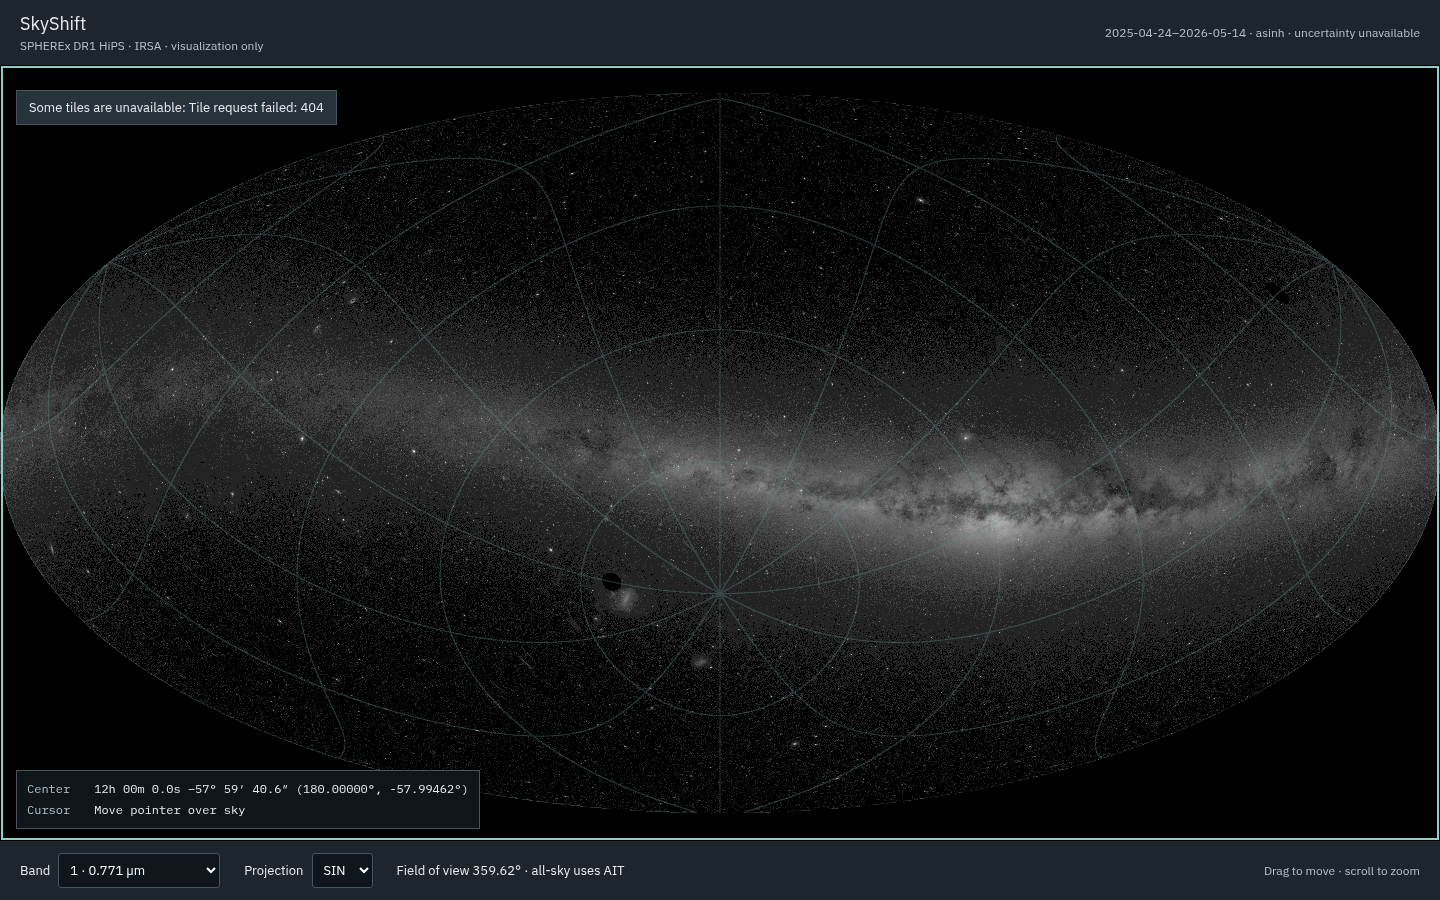 SkyShift
SPHEREx DR1 HiPS · IRSA · visualization only
2025-04-24–2026-05-14 · asinh · uncertainty unavailable
Some tiles are unavailable: Tile request failed: 404
Center 12h 00m 0.0s −57° 59′ 40.6″ (180.00000°, -57.99462°)
Cursor Move pointer over sky
Band 1 · 0.771 µm Projection SIN Field of view 359.62° · all-sky uses AIT
Drag to move · scroll to zoom